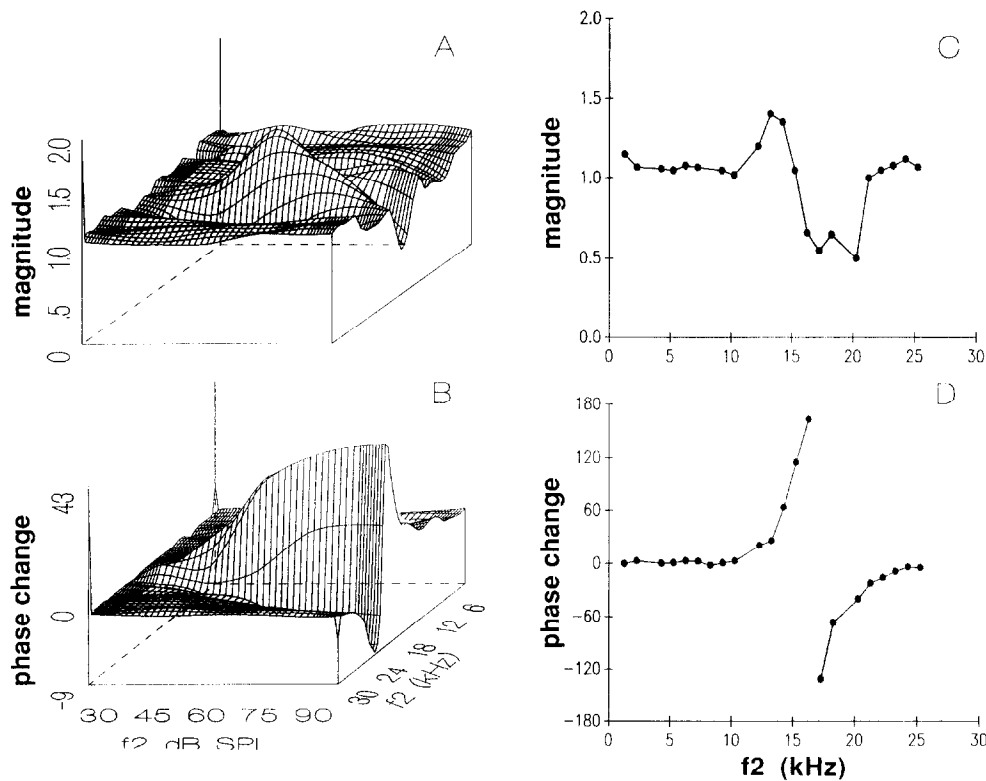 A
magnitude
2.0
1.5
1.0
.5
0
B
phase change
43
0
-9
30 45 60 75 90
f2 dB SPL
30 24 18 12 6
f2 (kHz)
C
magnitude
2.0
1.5
1.0
0.5
0.0
0 5 10 15 20 25 30
D
phase change
180
120
60
0
-60
-120
-180
0 5 10 15 20 25 30
f2 (kHz)